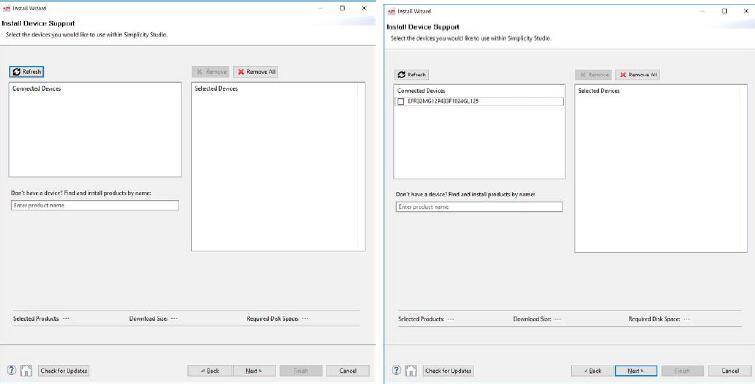 Install Wizard
Install Device Support
Select the devices you would like to use within Simplicity Studio.
Refresh
Remove
Remove All
Connected Devices
Selected Devices
Don't have a device? Find and install products by name:
Enter product name
Selected Products: ---
Download Size: ---
Required Disk Space: ---
Check for Updates
< Back
Next >
Finish
Cancel
Install Wizard
Install Device Support
Select the devices you would like to use within Simplicity Studio.
Refresh
Remove
Remove All
Connected Devices
EFR32MG12P433F1024GL125
Selected Devices
Don't have a device? Find and install products by name:
Enter product name
Selected Products: ---
Download Size: ---
Required Disk Space: ---
Check for Updates
< Back
Next >
Finish
Cancel